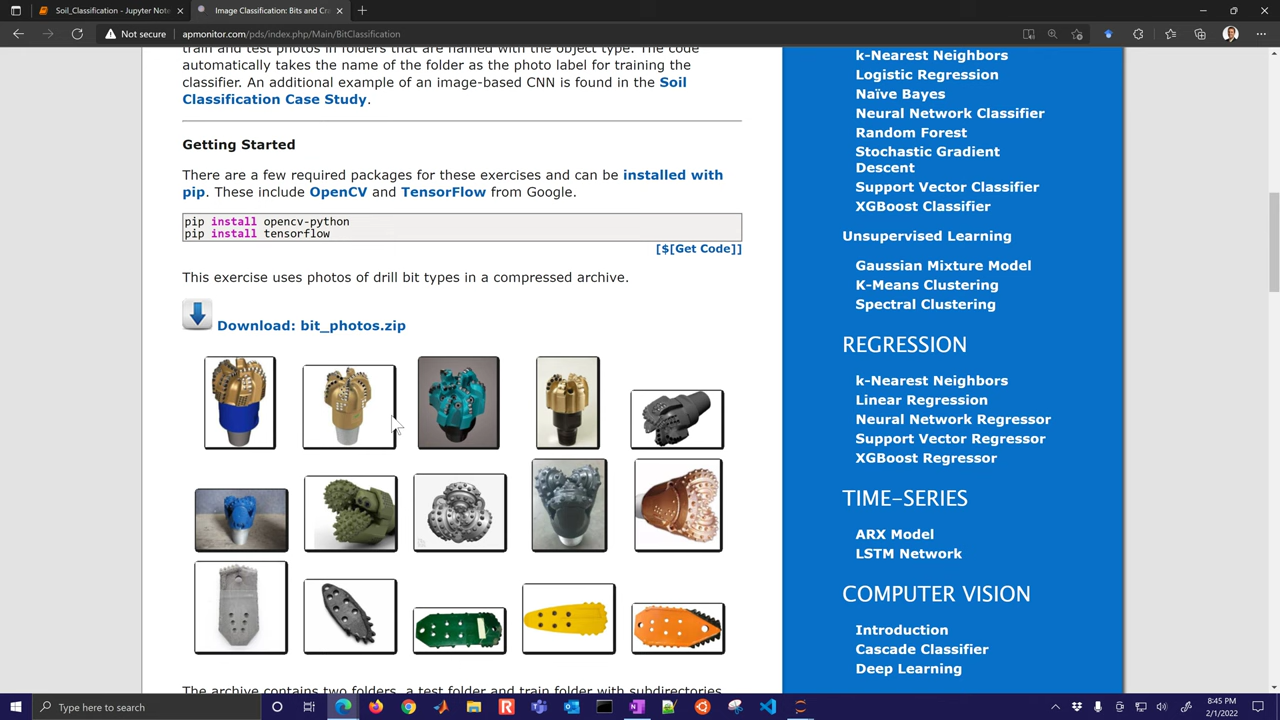 Soil_Classification - Jupyter Note
Image Classification: Bits and Cr
Not secure
apmonitor.com/pds/index.php/Main/BitClassification
train and test photos in folders that are named with the object type. The code
automatically takes the name of the folder as the photo label for training the
classifier. An additional example of an image-based CNN is found in the Soil
Classification Case Study.
Getting Started
There are a few required packages for these exercises and can be installed with
pip. These include OpenCV and TensorFlow from Google.
pip install opencv-python
pip install tensorflow
[$[Get Code]]
This exercise uses photos of drill bit types in a compressed archive.
Download: bit_photos.zip
The archive contains two folders, a test folder and train folder with subdirectories
k-Nearest Neighbors
Logistic Regression
Naïve Bayes
Neural Network Classifier
Random Forest
Stochastic Gradient
Descent
Support Vector Classifier
XGBoost Classifier
Unsupervised Learning
Gaussian Mixture Model
K-Means Clustering
Spectral Clustering
REGRESSION
k-Nearest Neighbors
Linear Regression
Neural Network Regressor
Support Vector Regressor
XGBoost Regressor
TIME-SERIES
ARX Model
LSTM Network
COMPUTER VISION
Introduction
Cascade Classifier
Deep Learning
Type here to search
8:45 PM
2/1/2022